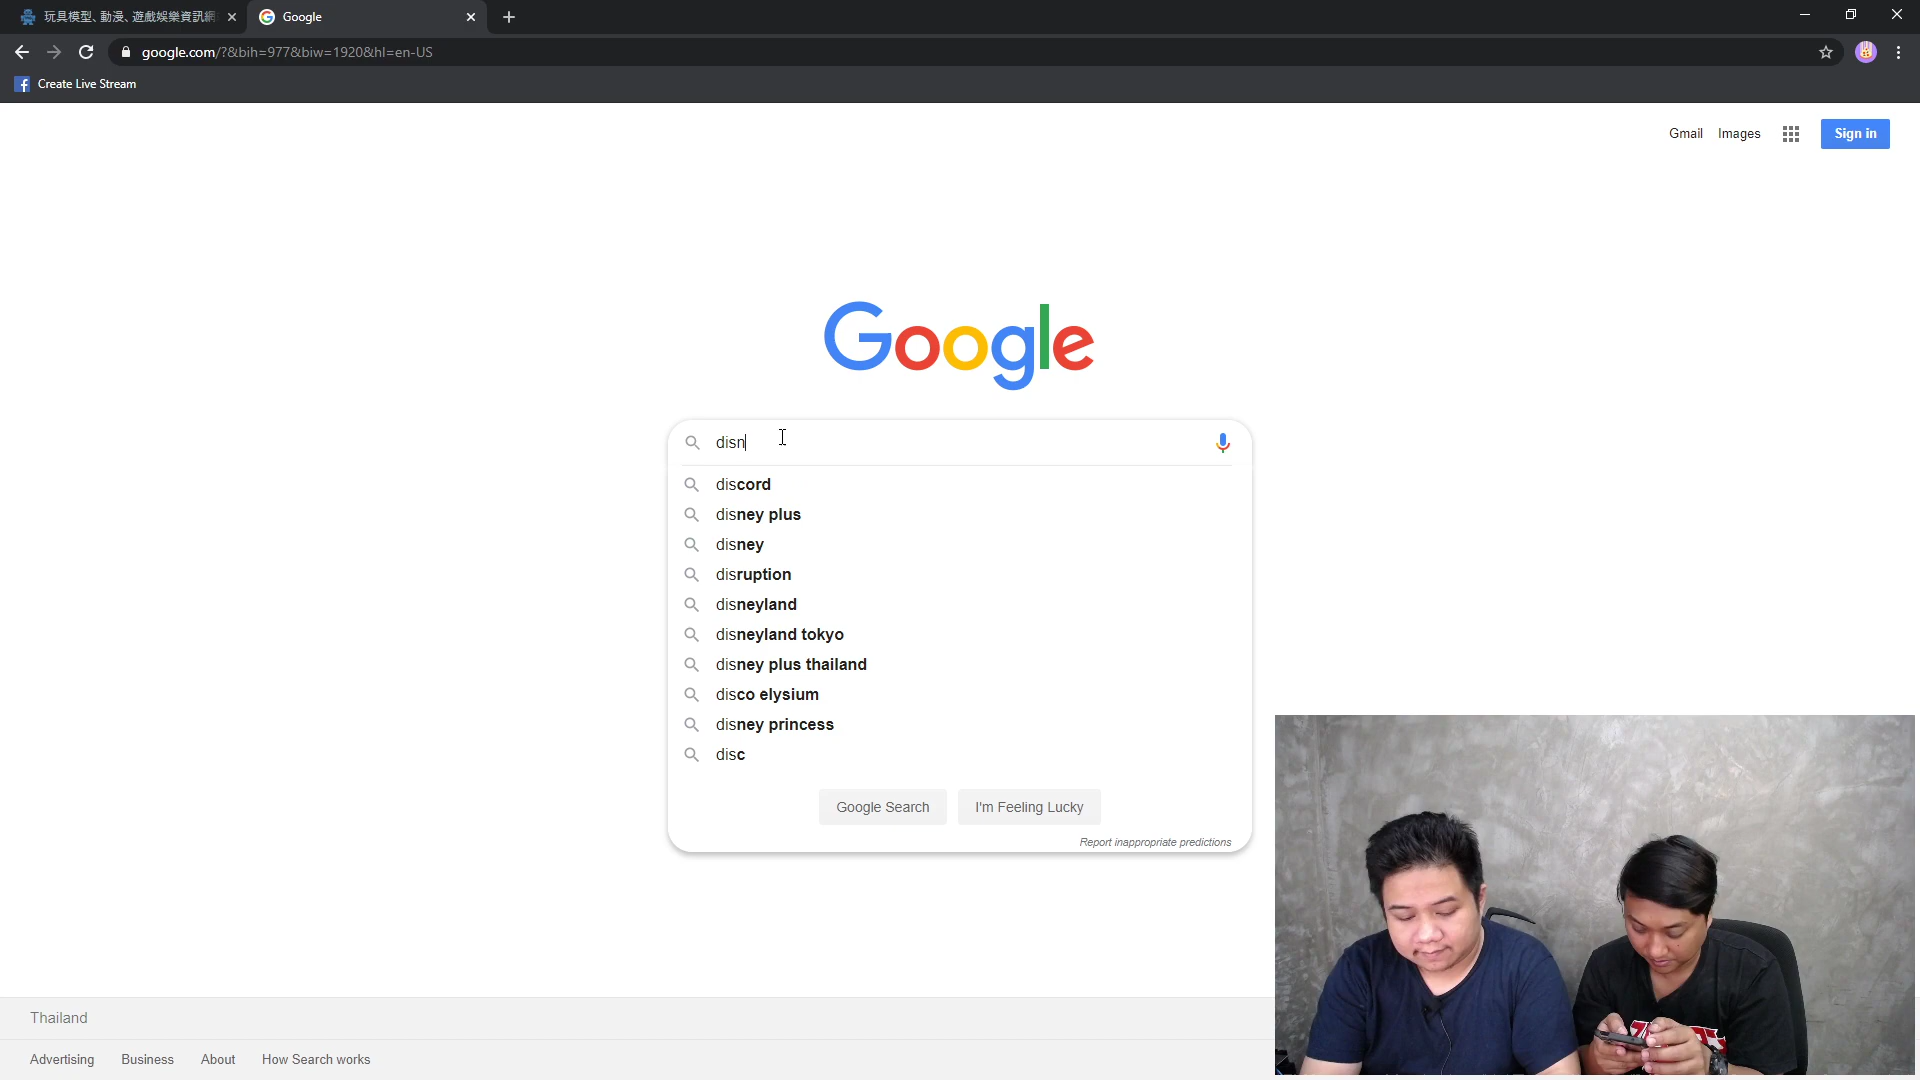 玩具模型、動漫、遊戲娛樂資訊網
Google
google.com/?&bih=977&biw=1920&hl=en-US
Create Live Stream
Gmail
Images
Sign in
Google
disn
discord
disney plus
disney
disruption
disneyland
disneyland tokyo
disney plus thailand
disco elysium
disney princess
disc
Google Search
I'm Feeling Lucky
Report inappropriate predictions
Thailand
Advertising
Business
About
How Search works